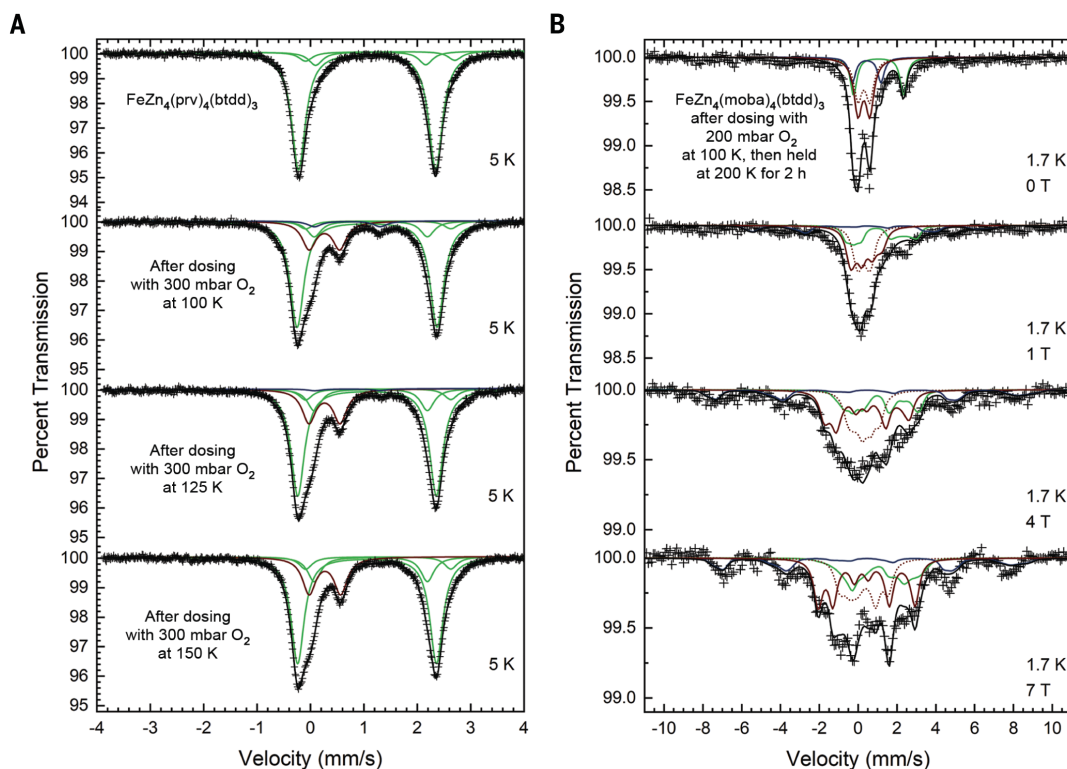 A
B
Percent Transmission
100
99
98
97
96
95
94
FeZn4(prv)4(btdd)3
5 K
100
99
98
97
96
95
After dosing
with 300 mbar O2
at 100 K
5 K
100
99
98
97
96
95
After dosing
with 300 mbar O2
at 125 K
5 K
100
99
98
97
96
95
After dosing
with 300 mbar O2
at 150 K
5 K
-4 -3 -2 -1 0 1 2 3 4
Velocity (mm/s)
Percent Transmission
100.0
99.5
99.0
98.5
FeZn4(moba)4(btdd)3
after dosing with
200 mbar O2
at 100 K, then held
at 200 K for 2 h
1.7 K
0 T
100.0
99.5
99.0
98.5
1.7 K
1 T
100.0
99.5
99.0
1.7 K
4 T
100.0
99.5
99.0
1.7 K
7 T
-10 -8 -6 -4 -2 0 2 4 6 8 10
Velocity (mm/s)